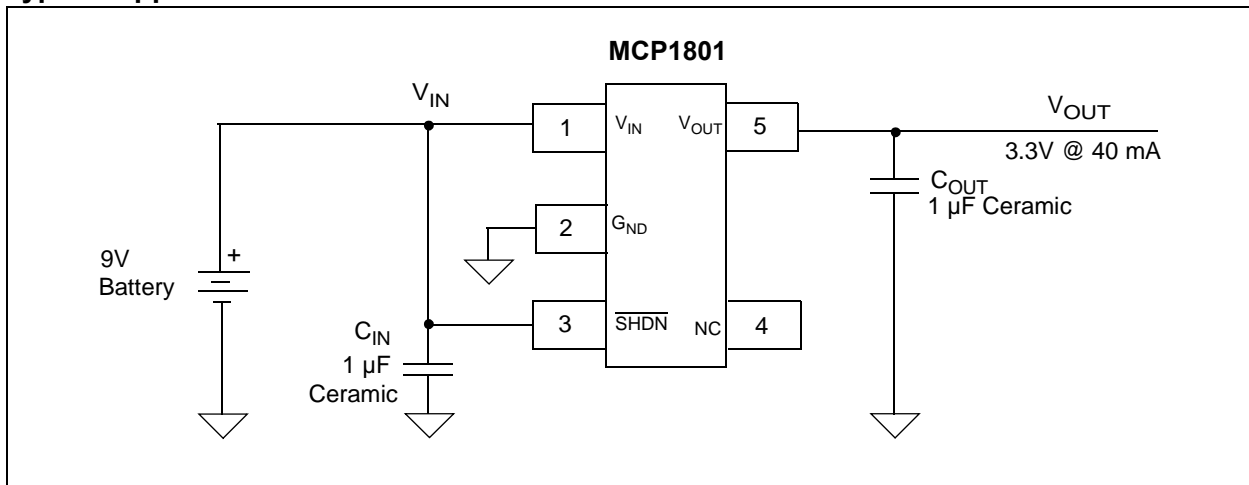 MCP1801
V_IN
1
V_IN
V_OUT
5
V_OUT
3.3V @ 40 mA
C_OUT
1 µF Ceramic
2
G_ND
9V
Battery
+
3
SHDN
NC
4
C_IN
1 µF
Ceramic